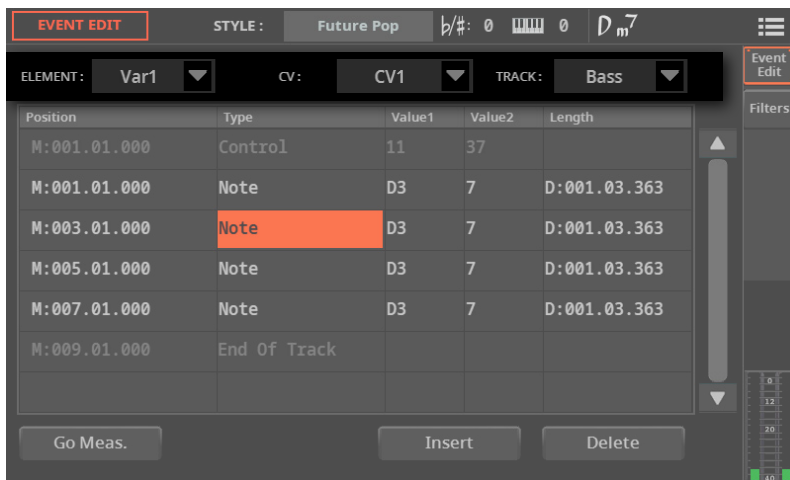 EVENT EDIT STYLE : Future Pop ♭/#: 0 0 D m7
ELEMENT : Var1 CV : CV1 TRACK : Bass Event Edit
Position Type Value1 Value2 Length Filters
M:001.01.000 Control 11 37
M:001.01.000 Note D3 7 D:001.03.363
M:003.01.000 Note D3 7 D:001.03.363
M:005.01.000 Note D3 7 D:001.03.363
M:007.01.000 Note D3 7 D:001.03.363
M:009.01.000 End Of Track
0
12
20
40
Go Meas. Insert Delete